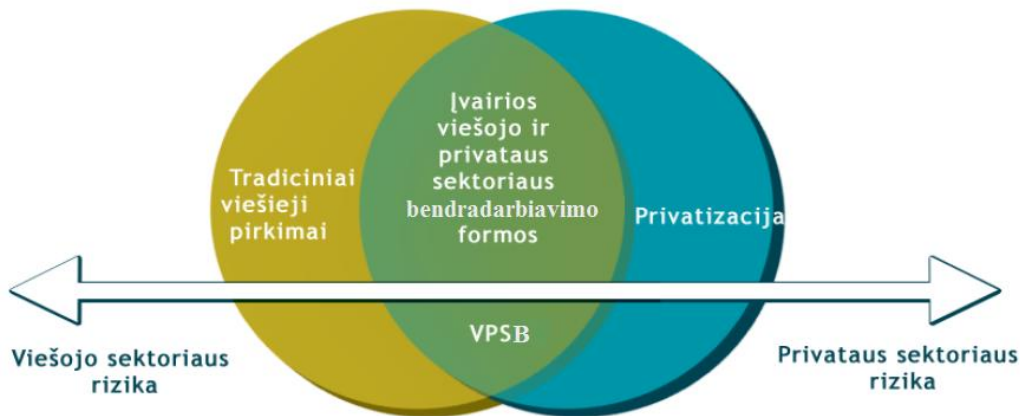 Tradiciniai
viešieji
pirkimai
Įvairios
viešojo ir
privataus
sektoriaus
bendradarbiavimo
formos
Privatizacija
VPSB
Viešojo sektoriaus
rizika
Privataus sektoriaus
rizika